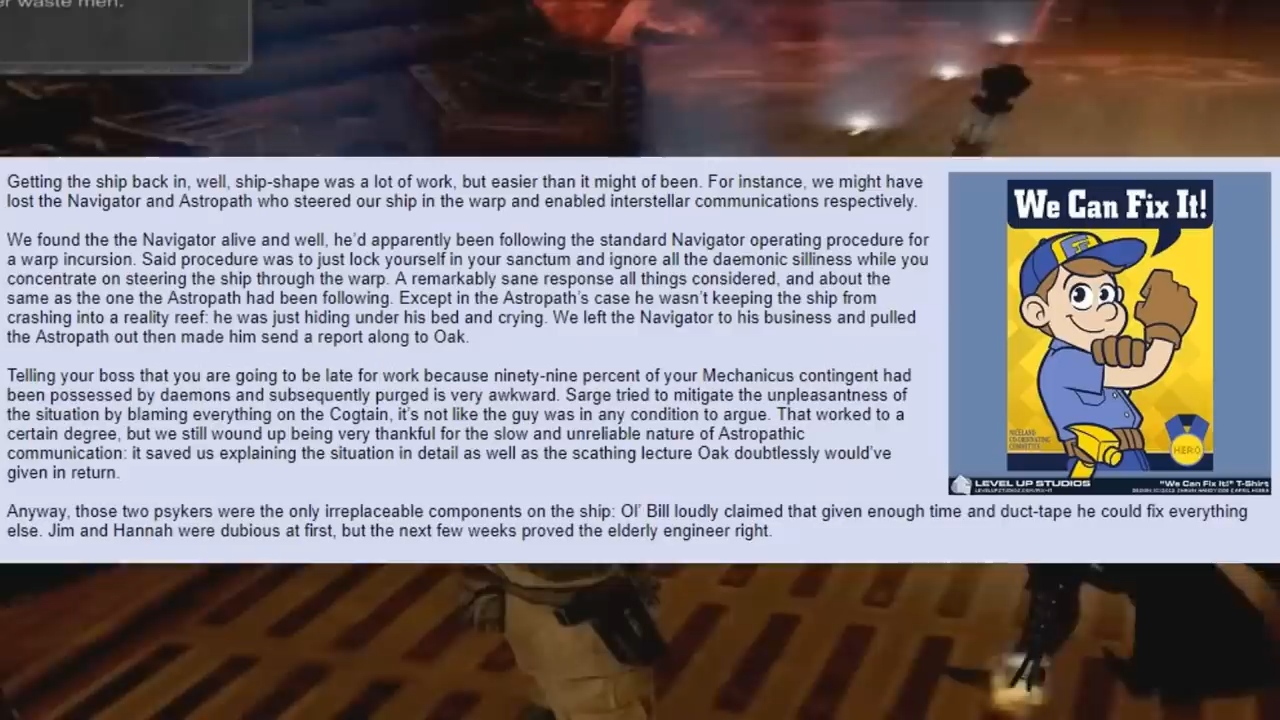 er waste men.
Getting the ship back in, well, ship-shape was a lot of work, but easier than it might of been. For instance, we might have
lost the Navigator and Astropath who steered our ship in the warp and enabled interstellar communications respectively.
We found the the Navigator alive and well, he'd apparently been following the standard Navigator operating procedure for
a warp incursion. Said procedure was to just lock yourself in your sanctum and ignore all the daemonic silliness while you
concentrate on steering the ship through the warp. A remarkably sane response all things considered, and about the
same as the one the Astropath had been following. Except in the Astropath's case he wasn't keeping the ship from
crashing into a reality reef: he was just hiding under his bed and crying. We left the Navigator to his business and pulled
the Astropath out then made him send a report along to Oak.
Telling your boss that you are going to be late for work because ninety-nine percent of your Mechanicus contingent had
been possessed by daemons and subsequently purged is very awkward. Sarge tried to mitigate the unpleasantness of
the situation by blaming everything on the Cogtain, it's not like the guy was in any condition to argue. That worked to a
certain degree, but we still wound up being very thankful for the slow and unreliable nature of Astropathic
communication: it saved us explaining the situation in detail as well as the scathing lecture Oak doubtlessly would've
given in return.
Anyway, those two psykers were the only irreplaceable components on the ship: Ol' Bill loudly claimed that given enough time and duct-tape he could fix everything
else. Jim and Hannah were dubious at first, but the next few weeks proved the elderly engineer right.
We Can Fix It!
NICELAND
CO-ORDINATING
COMMITTEE
HERO
LEVEL UP STUDIOS
"We Can Fix It!" T-Shirt